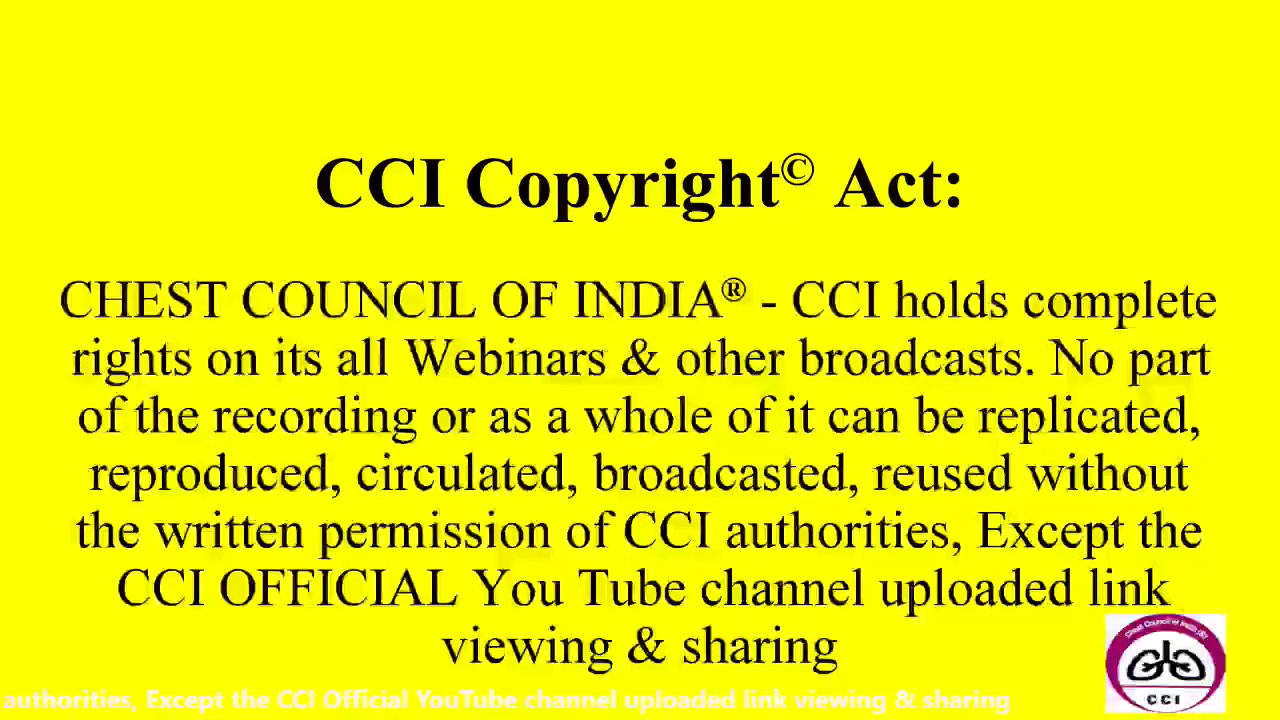 CCI Copyright© Act:
CHEST COUNCIL OF INDIA® - CCI holds complete
rights on its all Webinars & other broadcasts. No part
of the recording or as a whole of it can be replicated,
reproduced, circulated, broadcasted, reused without
the written permission of CCI authorities, Except the
CCI OFFICIAL You Tube channel uploaded link
viewing & sharing
authorities, Except the CCI Official YouTube channel uploaded link viewing & sharing
CCI